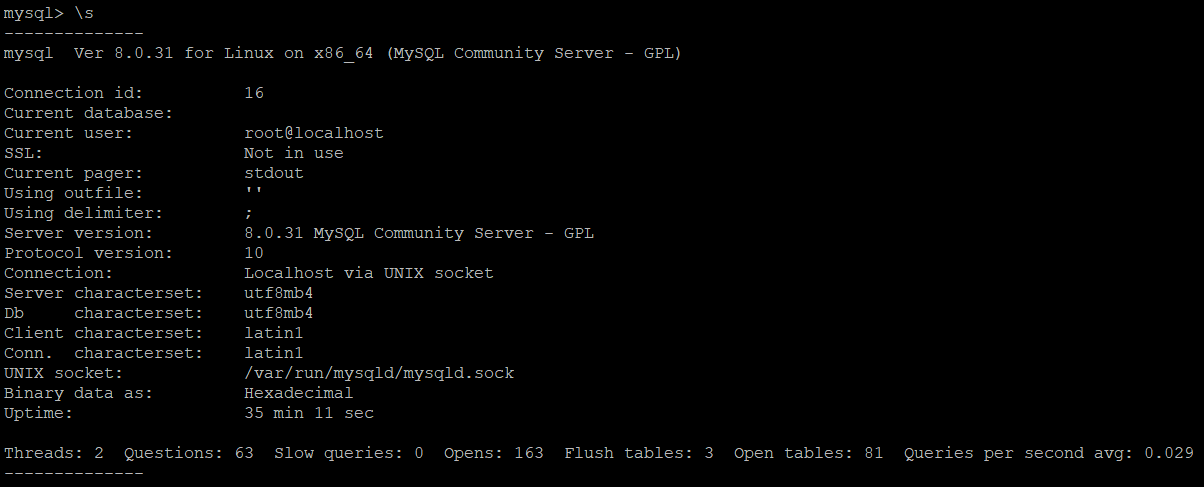 mysql> \s
--------------
mysql  Ver 8.0.31 for Linux on x86_64 (MySQL Community Server - GPL)

Connection id:          16
Current database:
Current user:           root@localhost
SSL:                    Not in use
Current pager:          stdout
Using outfile:          ''
Using delimiter:        ;
Server version:         8.0.31 MySQL Community Server - GPL
Protocol version:       10
Connection:             Localhost via UNIX socket
Server characterset:    utf8mb4
Db     characterset:    utf8mb4
Client characterset:    latin1
Conn.  characterset:    latin1
UNIX socket:            /var/run/mysqld/mysqld.sock
Binary data as:         Hexadecimal
Uptime:                 35 min 11 sec

Threads: 2  Questions: 63  Slow queries: 0  Opens: 163  Flush tables: 3  Open tables: 81  Queries per second avg: 0.029
--------------